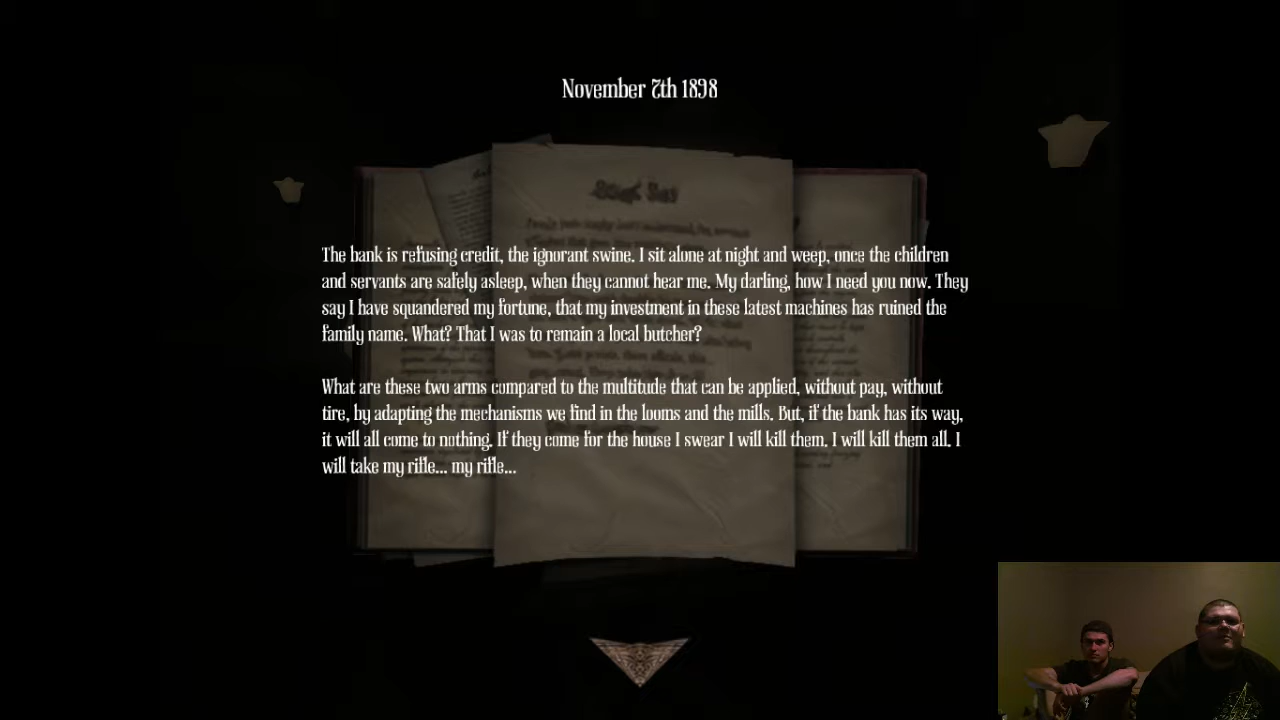 November 7th 1898
The bank is refusing credit, the ignorant swine. I sit alone at night and weep, once the children
and servants are safely asleep, when they cannot hear me. My darling, how I need you now. They
say I have squandered my fortune, that my investment in these latest machines has ruined the
family name. What? That I was to remain a local butcher?
What are these two arms compared to the multitude that can be applied, without pay, without
tire, by adapting the mechanisms we find in the looms and the mills. But, if the bank has its way,
it will all come to nothing. If they come for the house I swear I will kill them. I will kill them all. I
will take my rifle... my rifle...